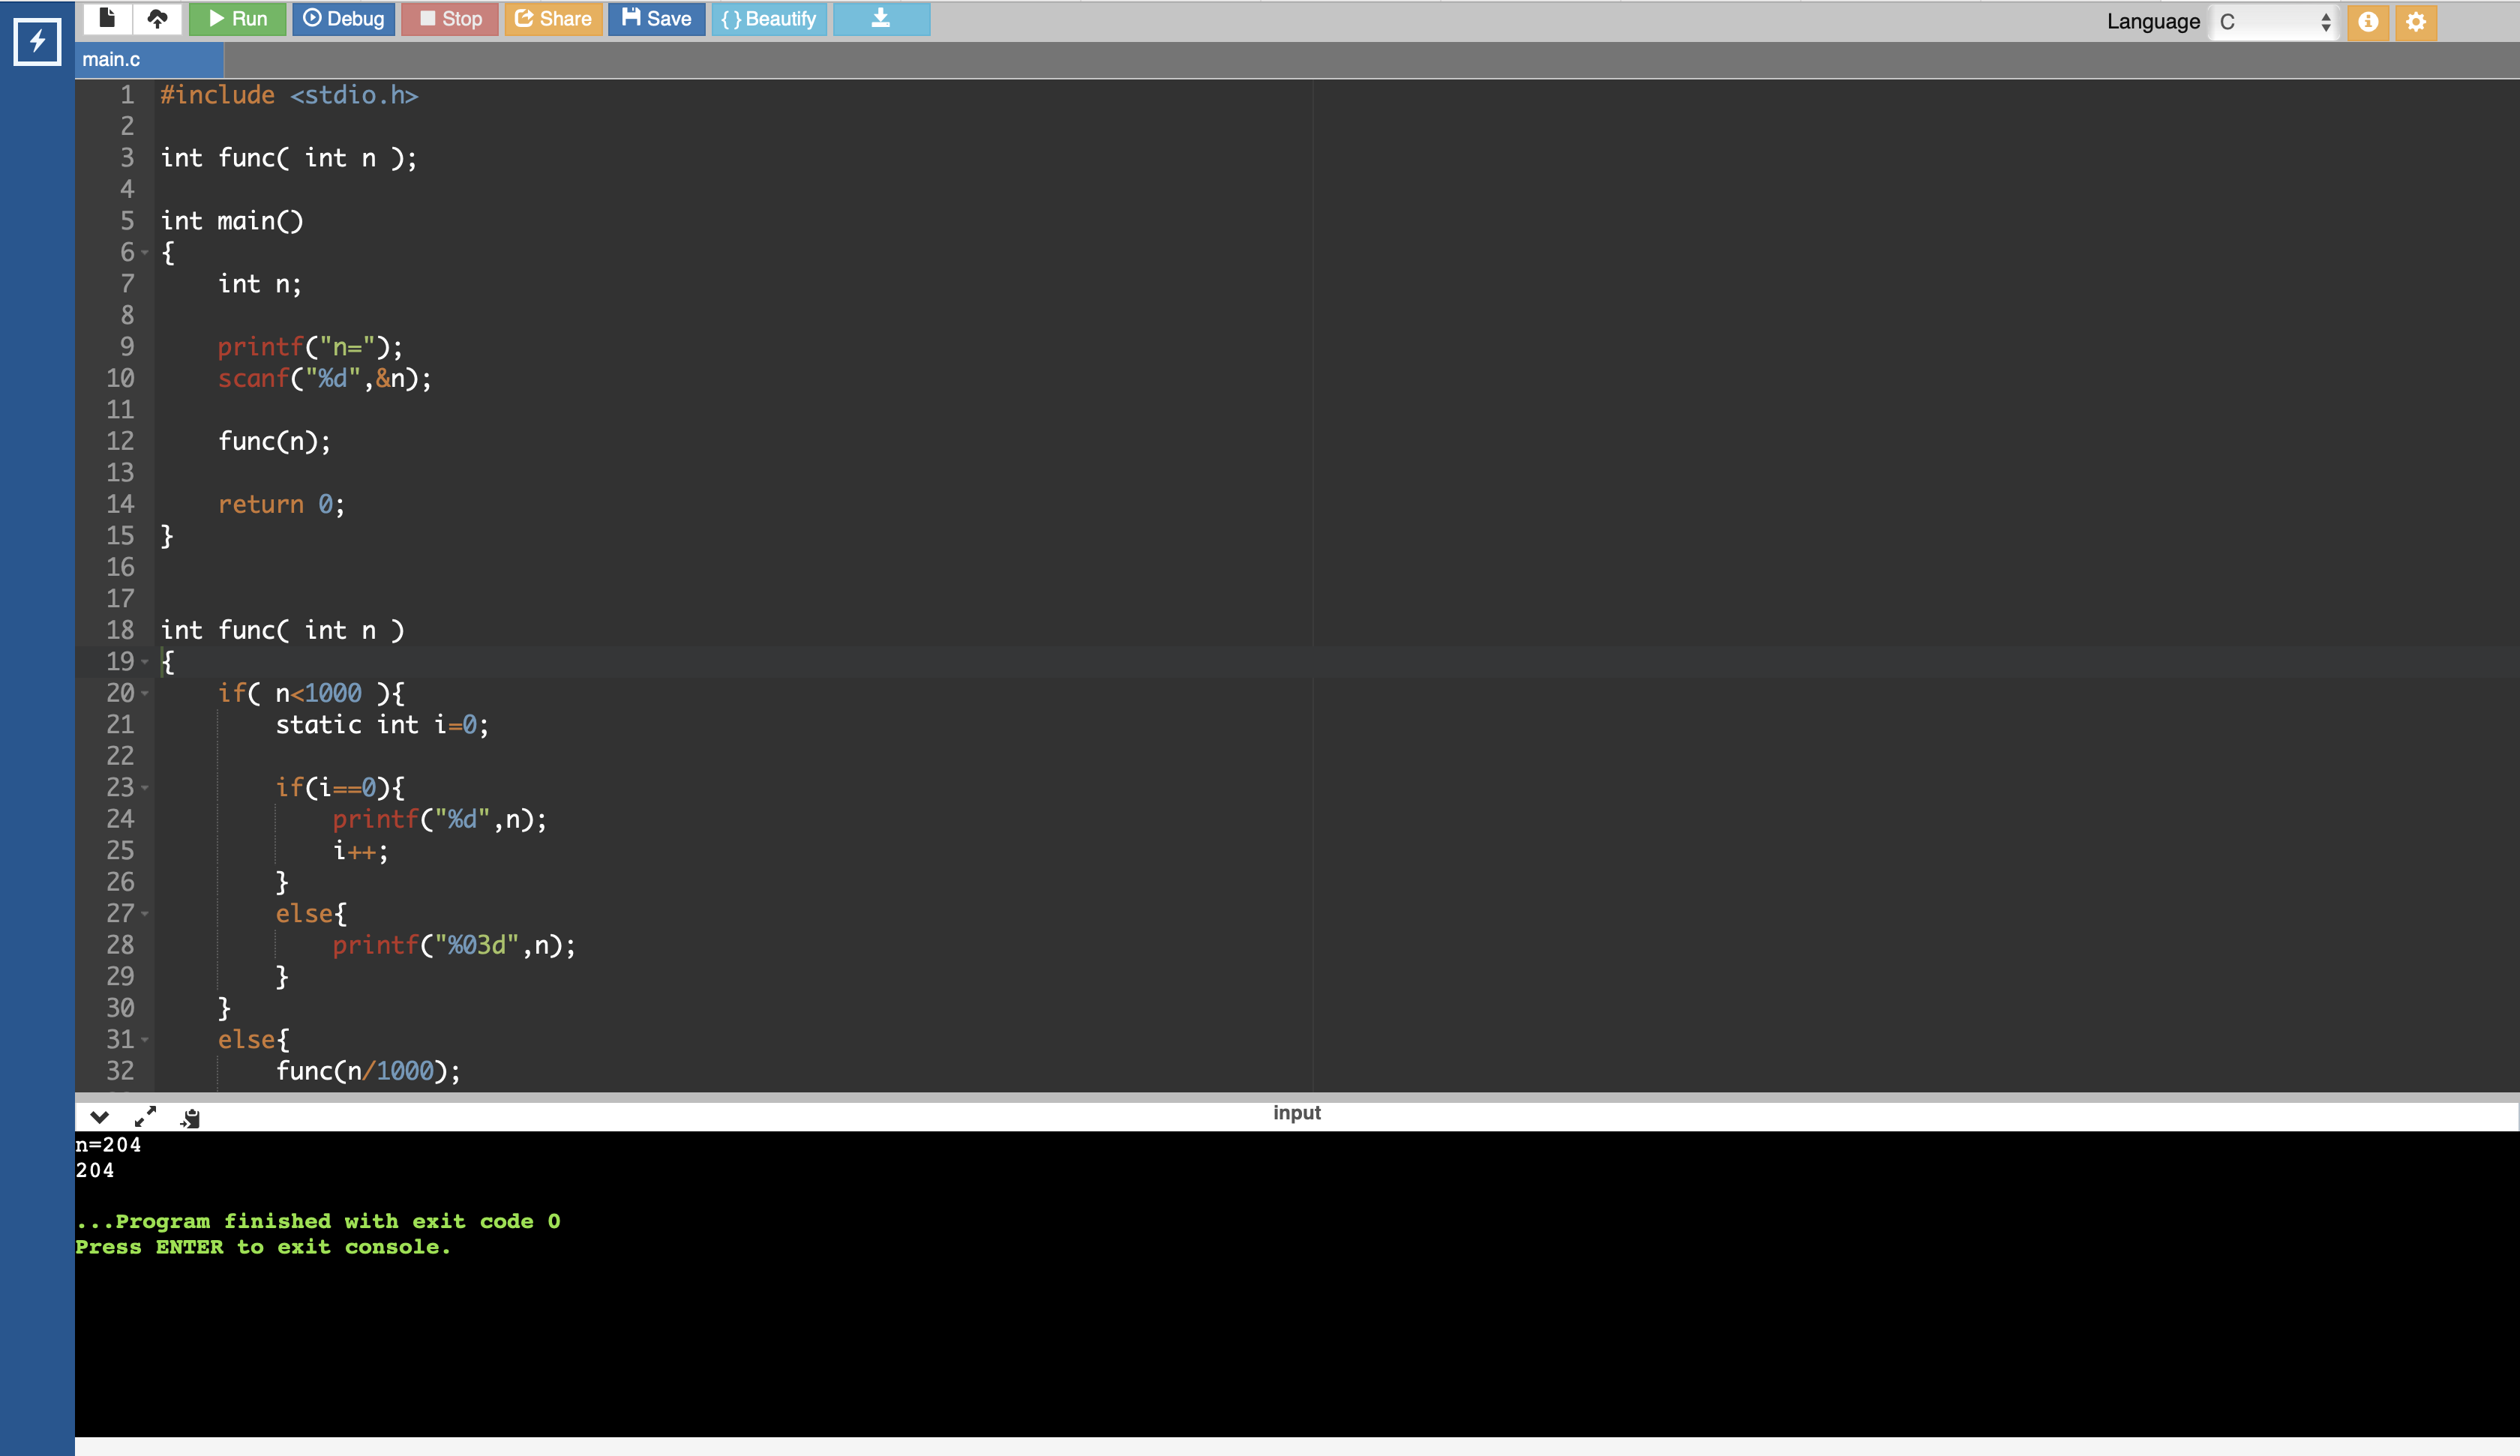 Run Debug Stop Share Save { } Beautify Language C
main.c
1 #include <stdio.h>
2
3 int func( int n );
4
5 int main()
6 {
7     int n;
8
9     printf("n=");
10     scanf("%d",&n);
11
12     func(n);
13
14     return 0;
15 }
16
17
18 int func( int n )
19 {
20     if( n<1000 ){
21         static int i=0;
22
23         if(i==0){
24             printf("%d",n);
25             i++;
26         }
27         else{
28             printf("%03d",n);
29         }
30     }
31     else{
32         func(n/1000);
input
n=204
204
...Program finished with exit code 0
Press ENTER to exit console.